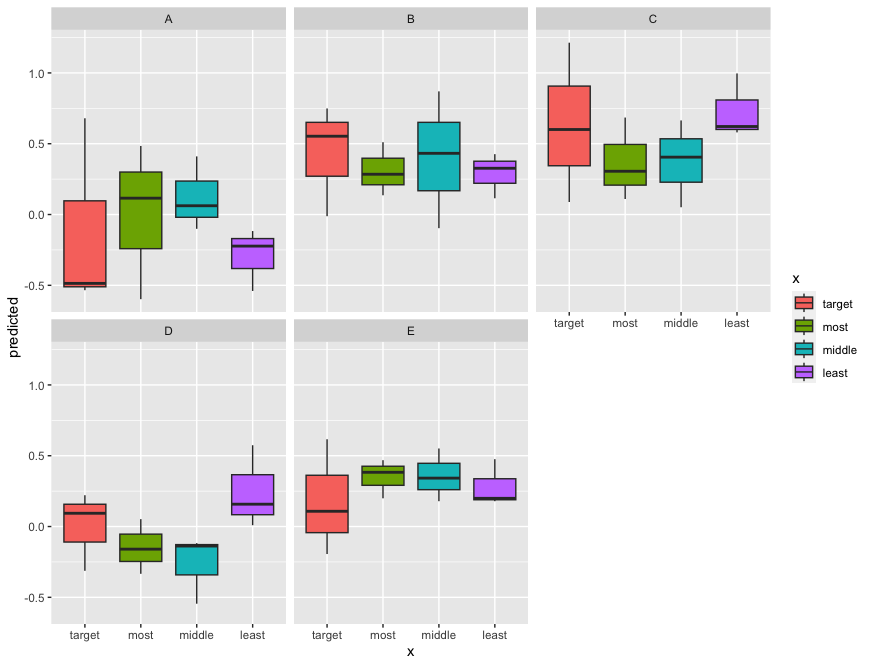 A
B
C
1.0
0.5
0.0
-0.5
target
most
middle
least
D
E
1.0
0.5
0.0
-0.5
target
most
middle
least
target
most
middle
least
x
predicted
x
target
most
middle
least